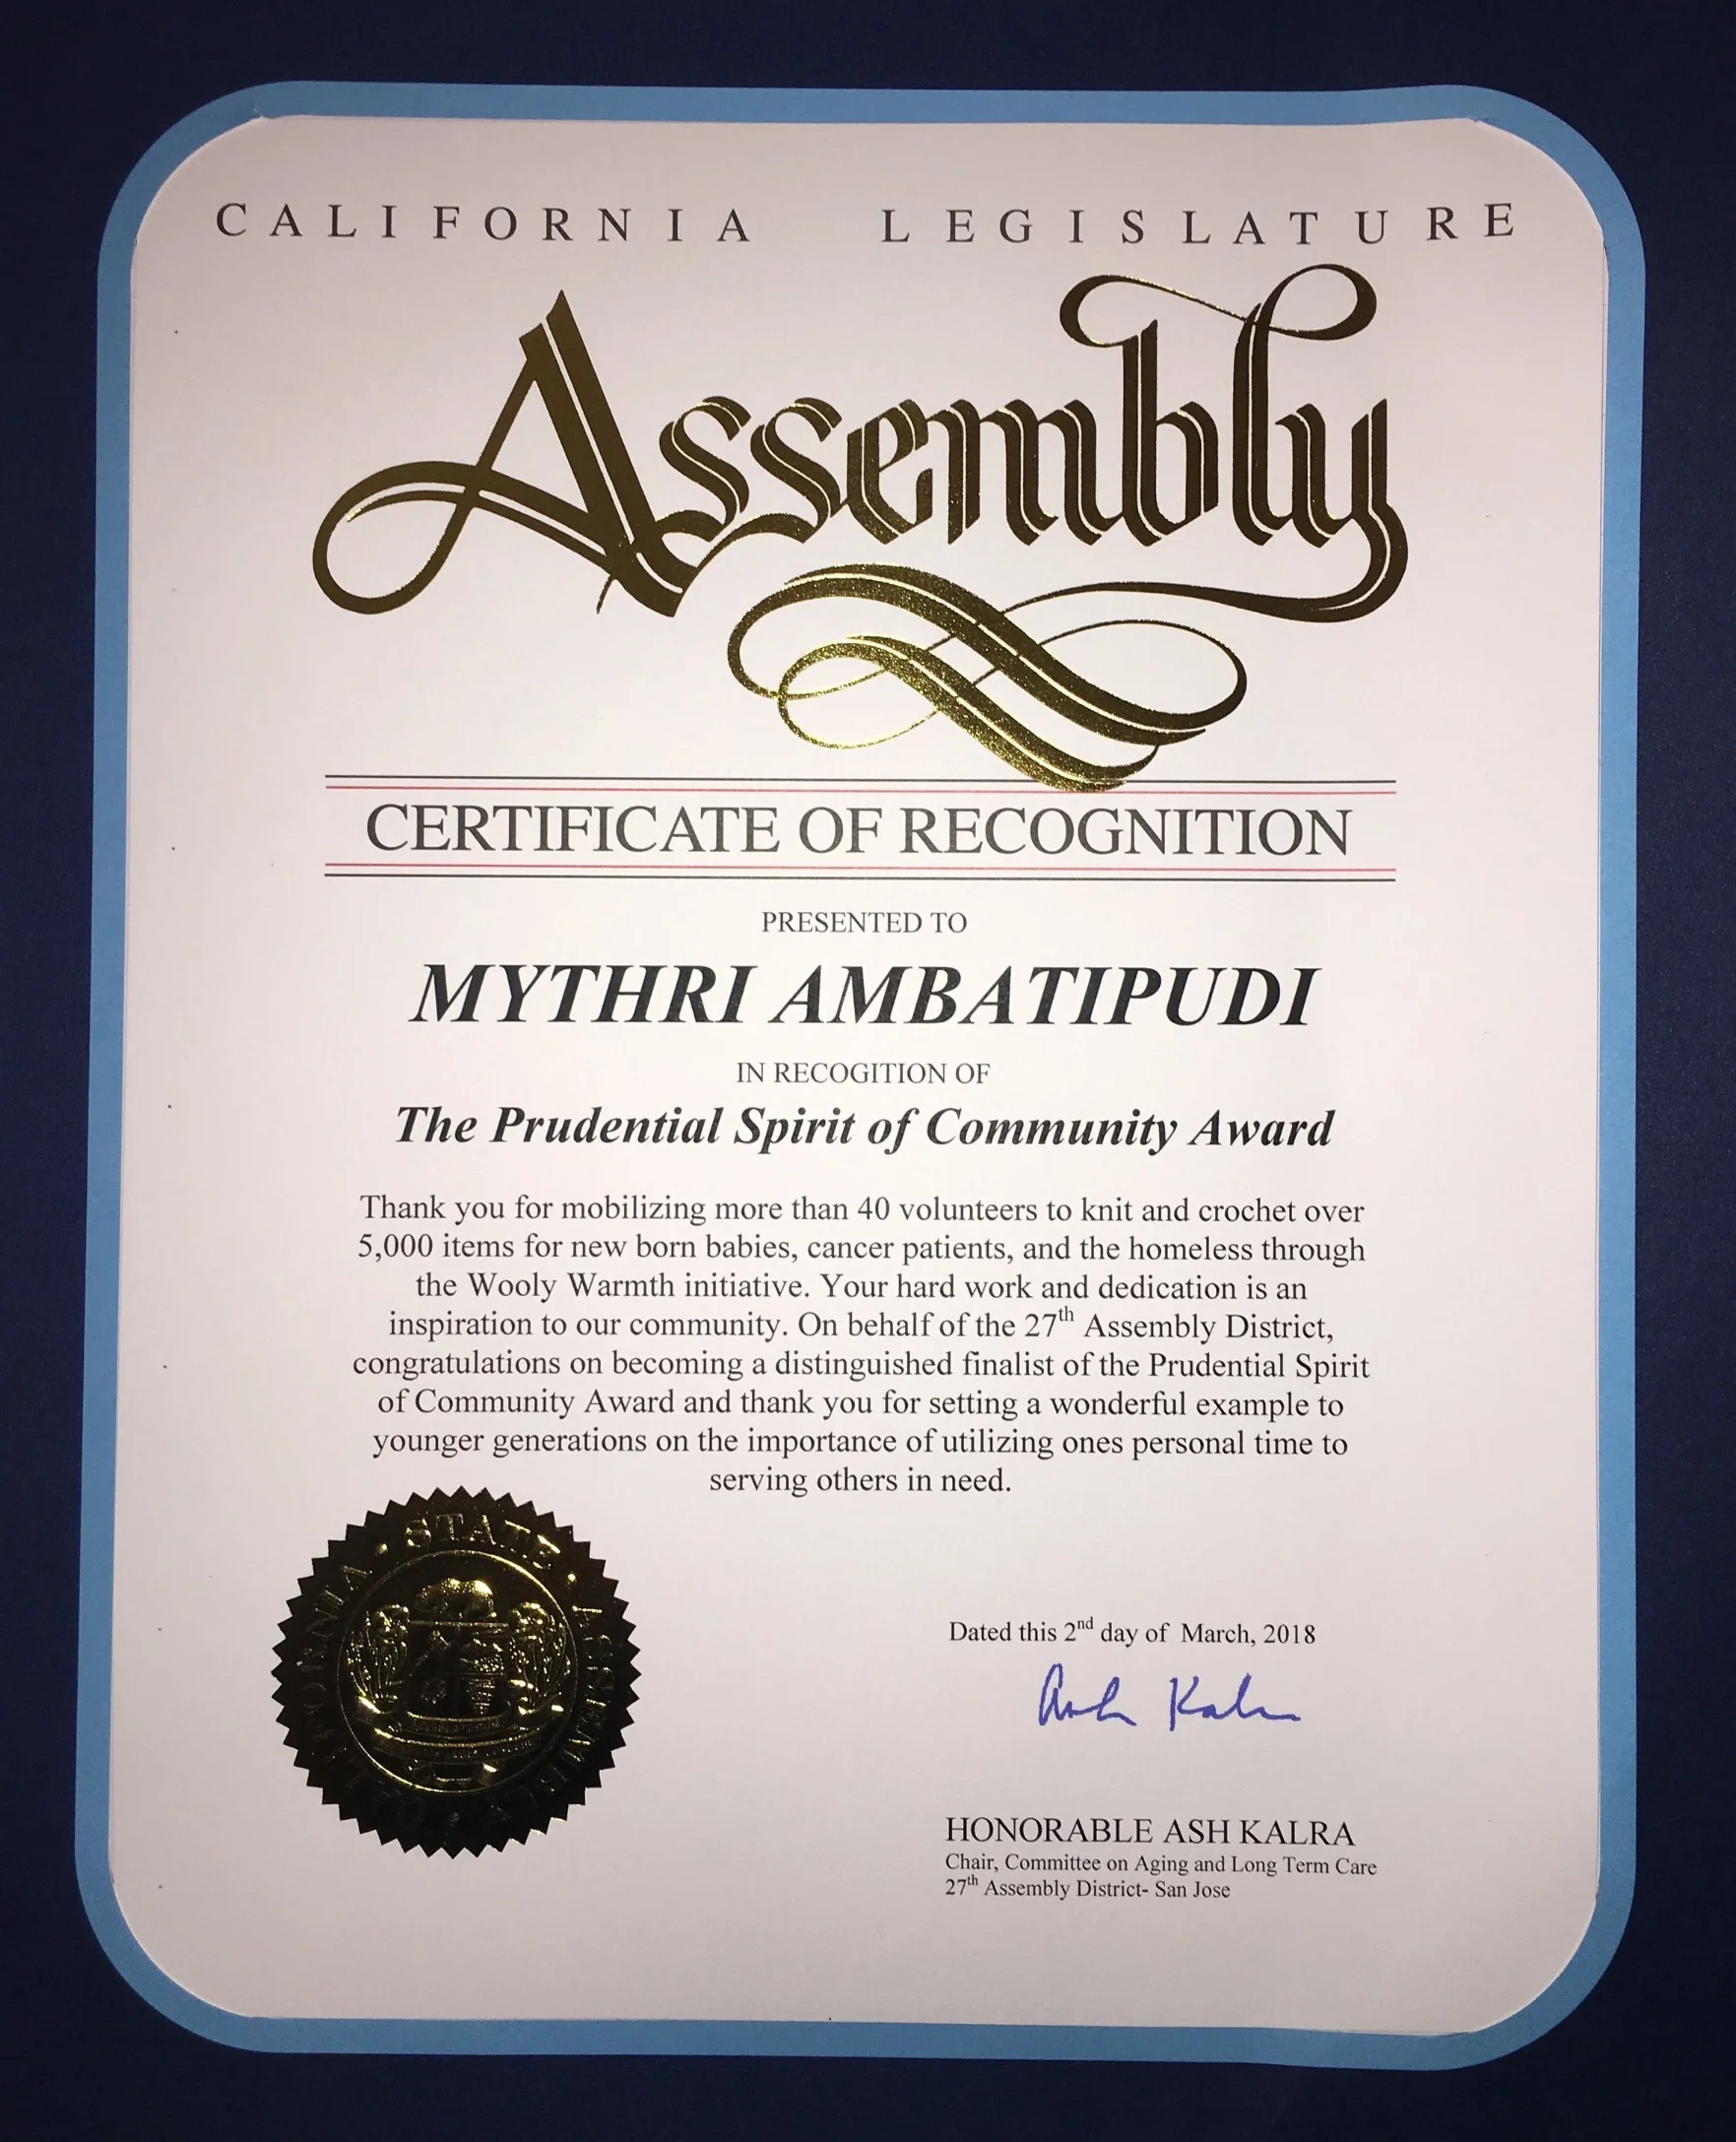 CALIFORNIA LEGISLATURE
Assembly
CERTIFICATE OF RECOGNITION
PRESENTED TO
MYTHRI AMBATIPUDI
IN RECOGITION OF
The Prudential Spirit of Community Award
Thank you for mobilizing more than 40 volunteers to knit and crochet over
5,000 items for new born babies, cancer patients, and the homeless through
the Wooly Warmth initiative. Your hard work and dedication is an
inspiration to our community. On behalf of the 27th Assembly District,
congratulations on becoming a distinguished finalist of the Prudential Spirit
of Community Award and thank you for setting a wonderful example to
younger generations on the importance of utilizing ones personal time to
serving others in need.
STATE
Dated this 2nd day of March, 2018
Ash Kalra
HONORABLE ASH KALRA
Chair, Committee on Aging and Long Term Care
27th Assembly District- San Jose